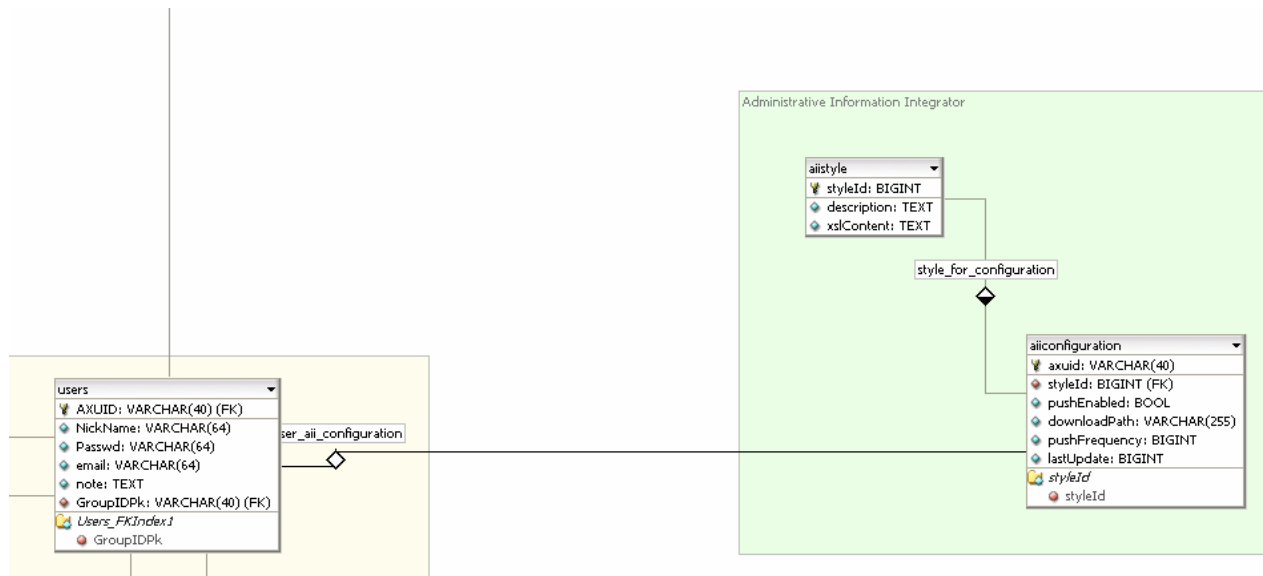 Administrative Information Integrator
aiistyle
styleId: BIGINT
description: TEXT
xslContent: TEXT
style_for_configuration
aiiconfiguration
axuid: VARCHAR(40)
styleId: BIGINT (FK)
pushEnabled: BOOL
downloadPath: VARCHAR(255)
pushFrequency: BIGINT
lastUpdate: BIGINT
styleId
styleId
users
AXUID: VARCHAR(40) (FK)
NickName: VARCHAR(64)
Passwd: VARCHAR(64)
email: VARCHAR(64)
note: TEXT
GroupIDPk: VARCHAR(40) (FK)
Users_FKIndex1
GroupIDPk
ser_aii_configuration